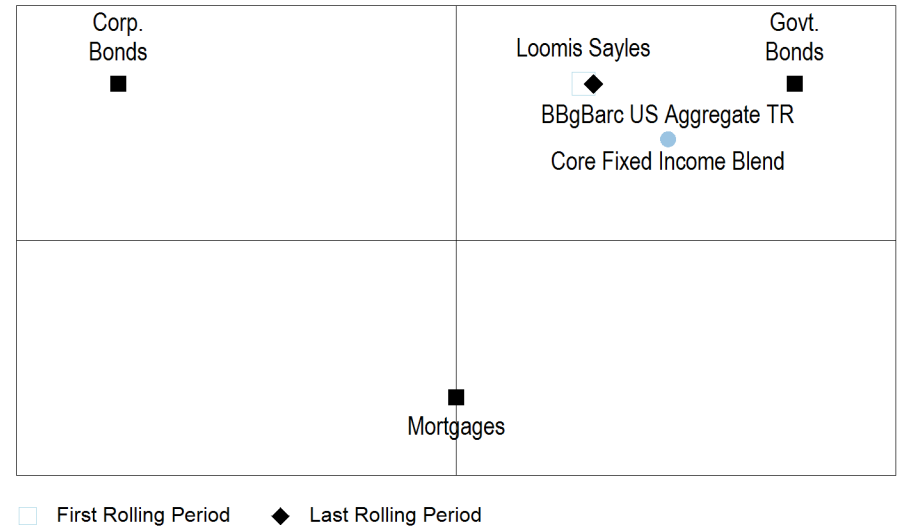 Corp.
Bonds
Loomis Sayles
Govt.
Bonds
BBgBarc US Aggregate TR
Core Fixed Income Blend
Mortgages
First Rolling Period
Last Rolling Period